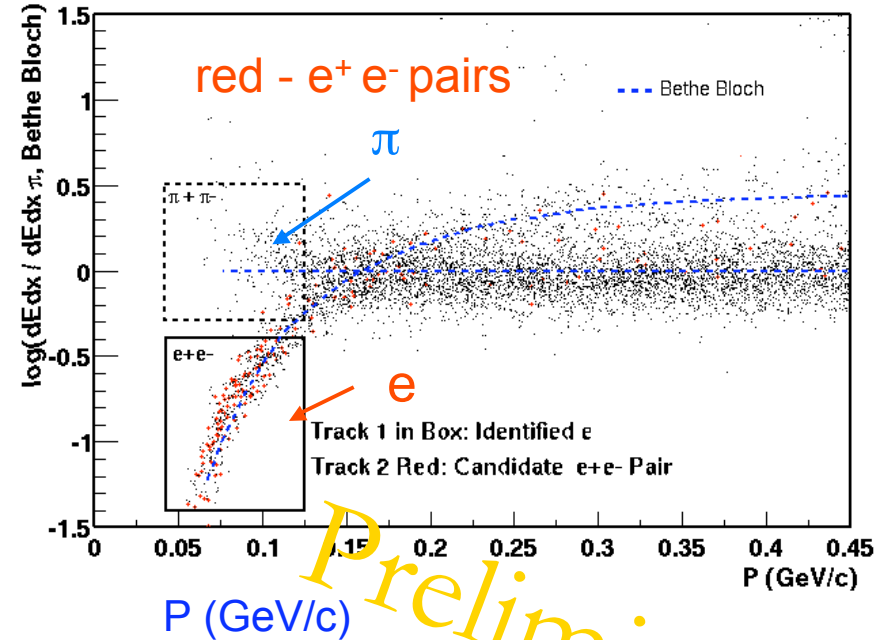 log(dEdx / dEdx π, Bethe Bloch)
1.5
1
0.5
0
-0.5
-1
-1.5
red - e+ e- pairs
Bethe Bloch
π
π + π-
e+e-
e
Track 1 in Box: Identified e
Track 2 Red: Candidate e+e- Pair
0 0.05 0.1 0.15 0.2 0.25 0.3 0.35 0.4 0.45
P (GeV/c)
P (GeV/c)